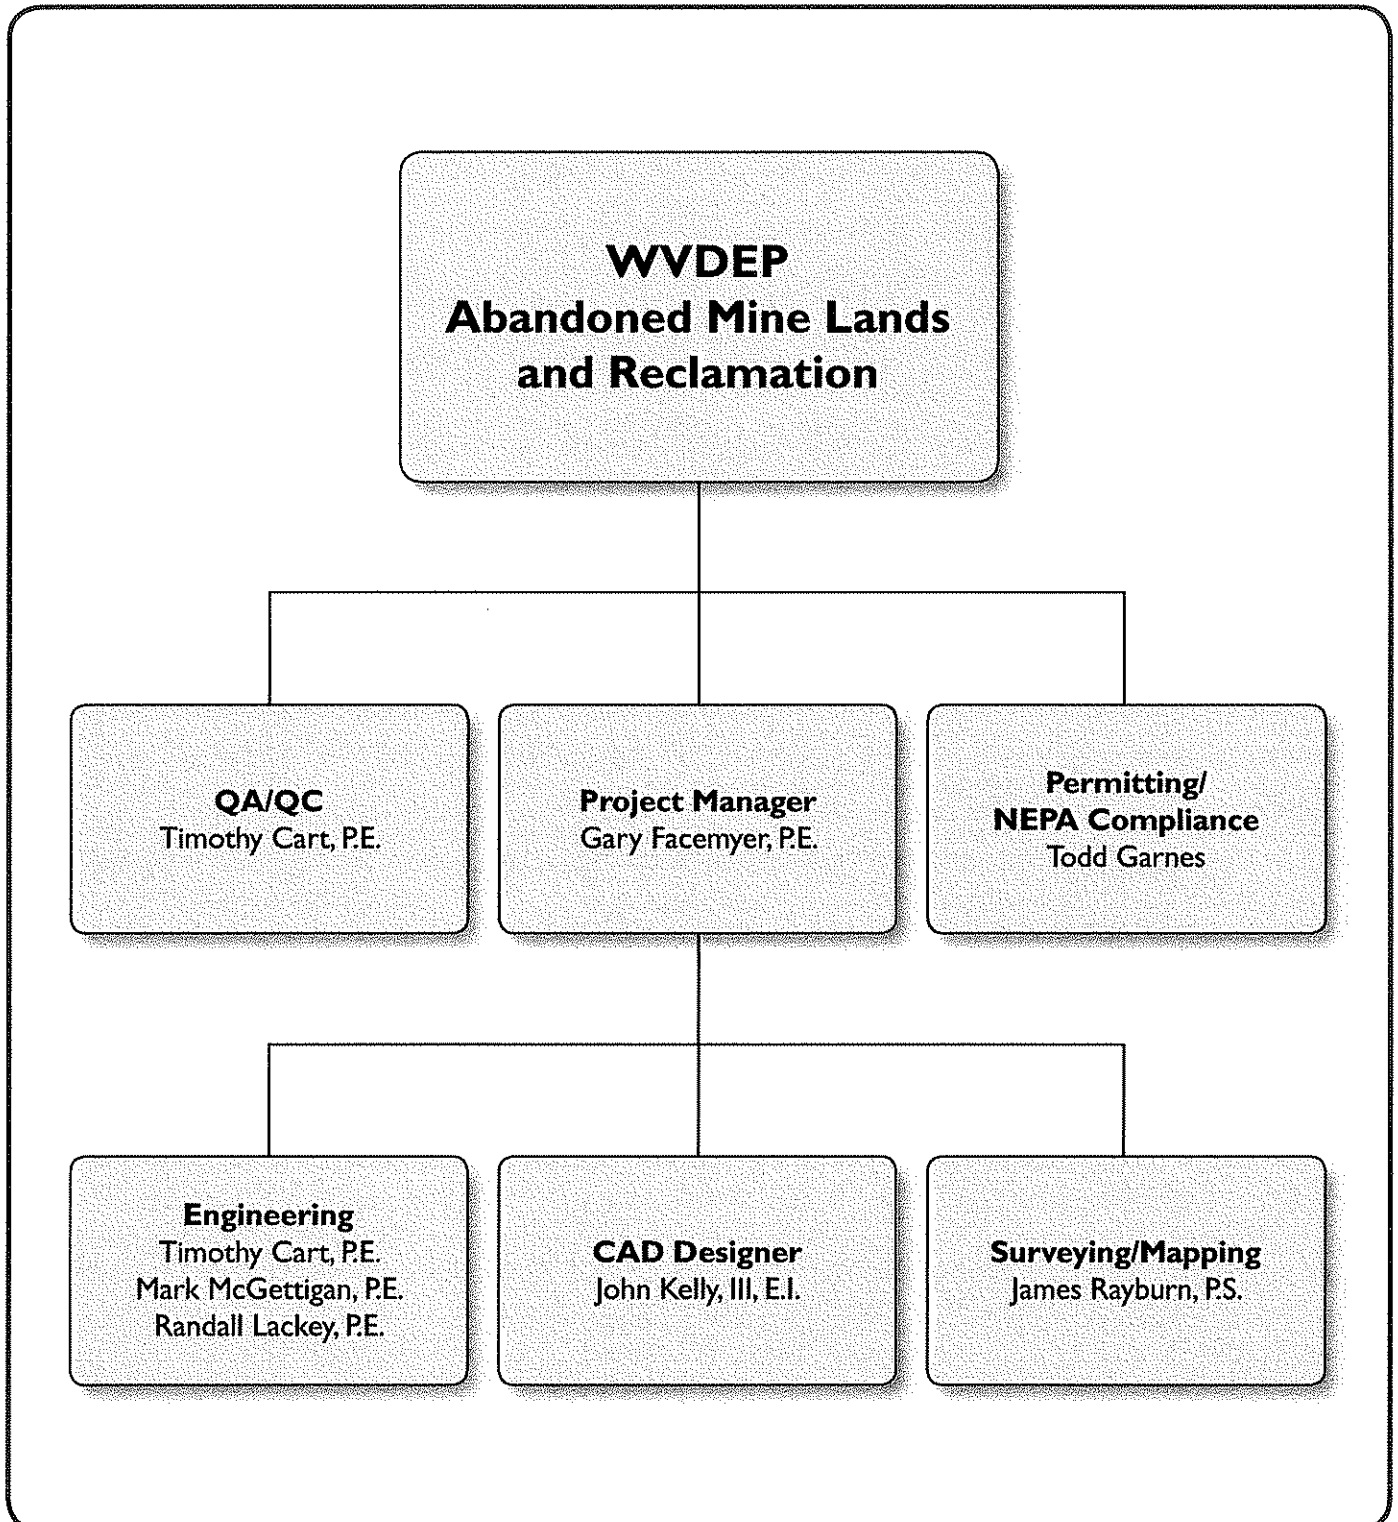 WVDEP
Abandoned Mine Lands
and Reclamation
QA/QC
Timothy Cart, P.E.
Project Manager
Gary Facemyer, P.E.
Permitting/
NEPA Compliance
Todd Garnes
Engineering
Timothy Cart, P.E.
Mark McGettigan, P.E.
Randall Lackey, P.E.
CAD Designer
John Kelly, III, E.I.
Surveying/Mapping
James Rayburn, P.S.